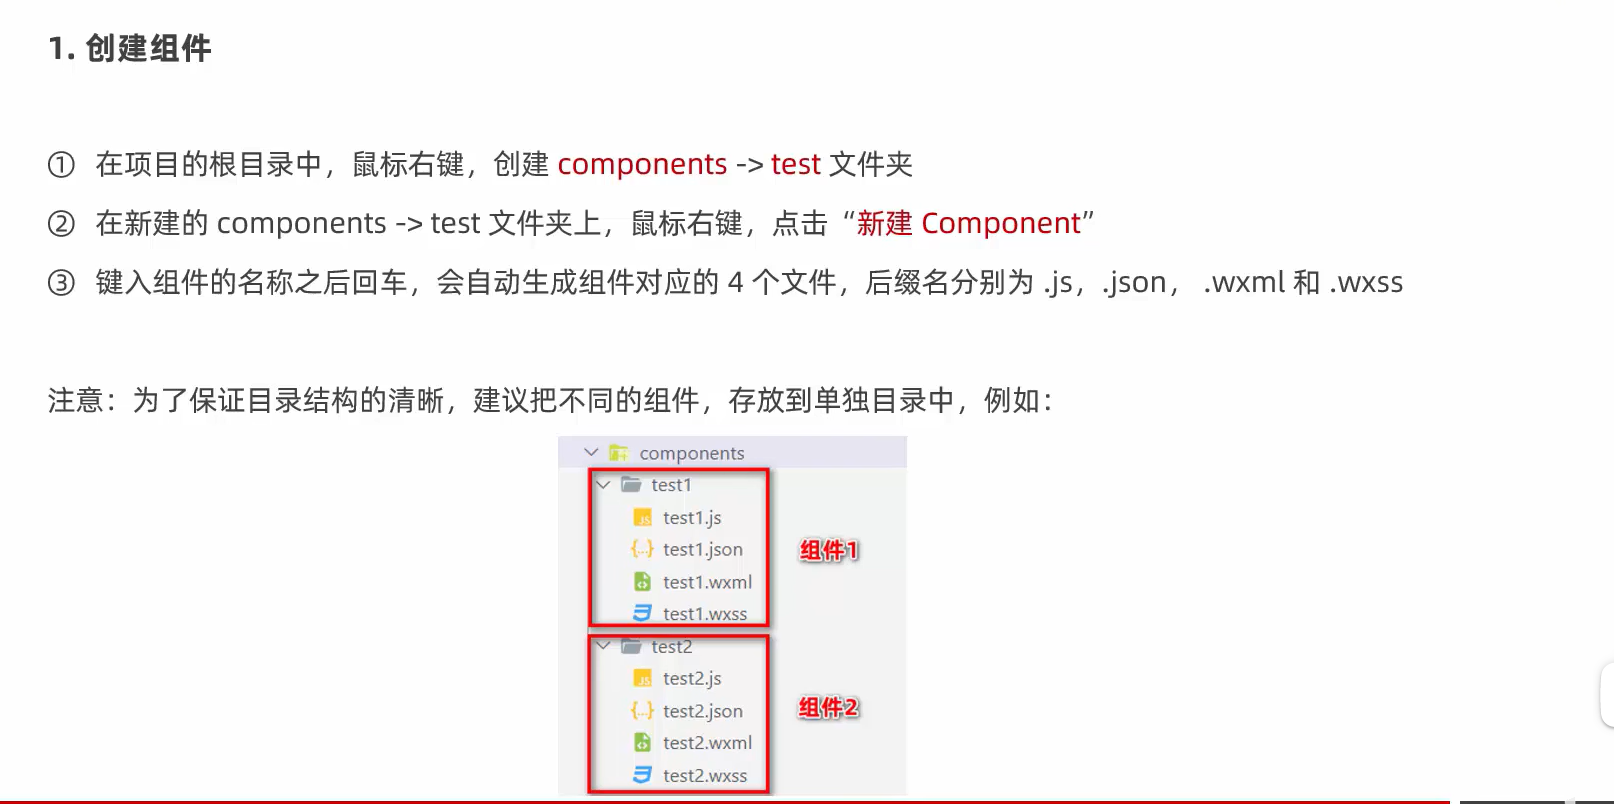 1. 创建组件
① 在项目的根目录中，鼠标右键，创建 components -> test 文件夹
② 在新建的 components -> test 文件夹上，鼠标右键，点击“新建 Component”
③ 键入组件的名称之后回车，会自动生成组件对应的 4 个文件，后缀名分别为 .js，.json， .wxml 和 .wxss
注意：为了保证目录结构的清晰，建议把不同的组件，存放到单独目录中，例如：
components
test1
JS test1.js
{..} test1.json
组件1
<> test1.wxml
test1.wxss
test2
JS test2.js
{..} test2.json
组件2
<> test2.wxml
test2.wxss